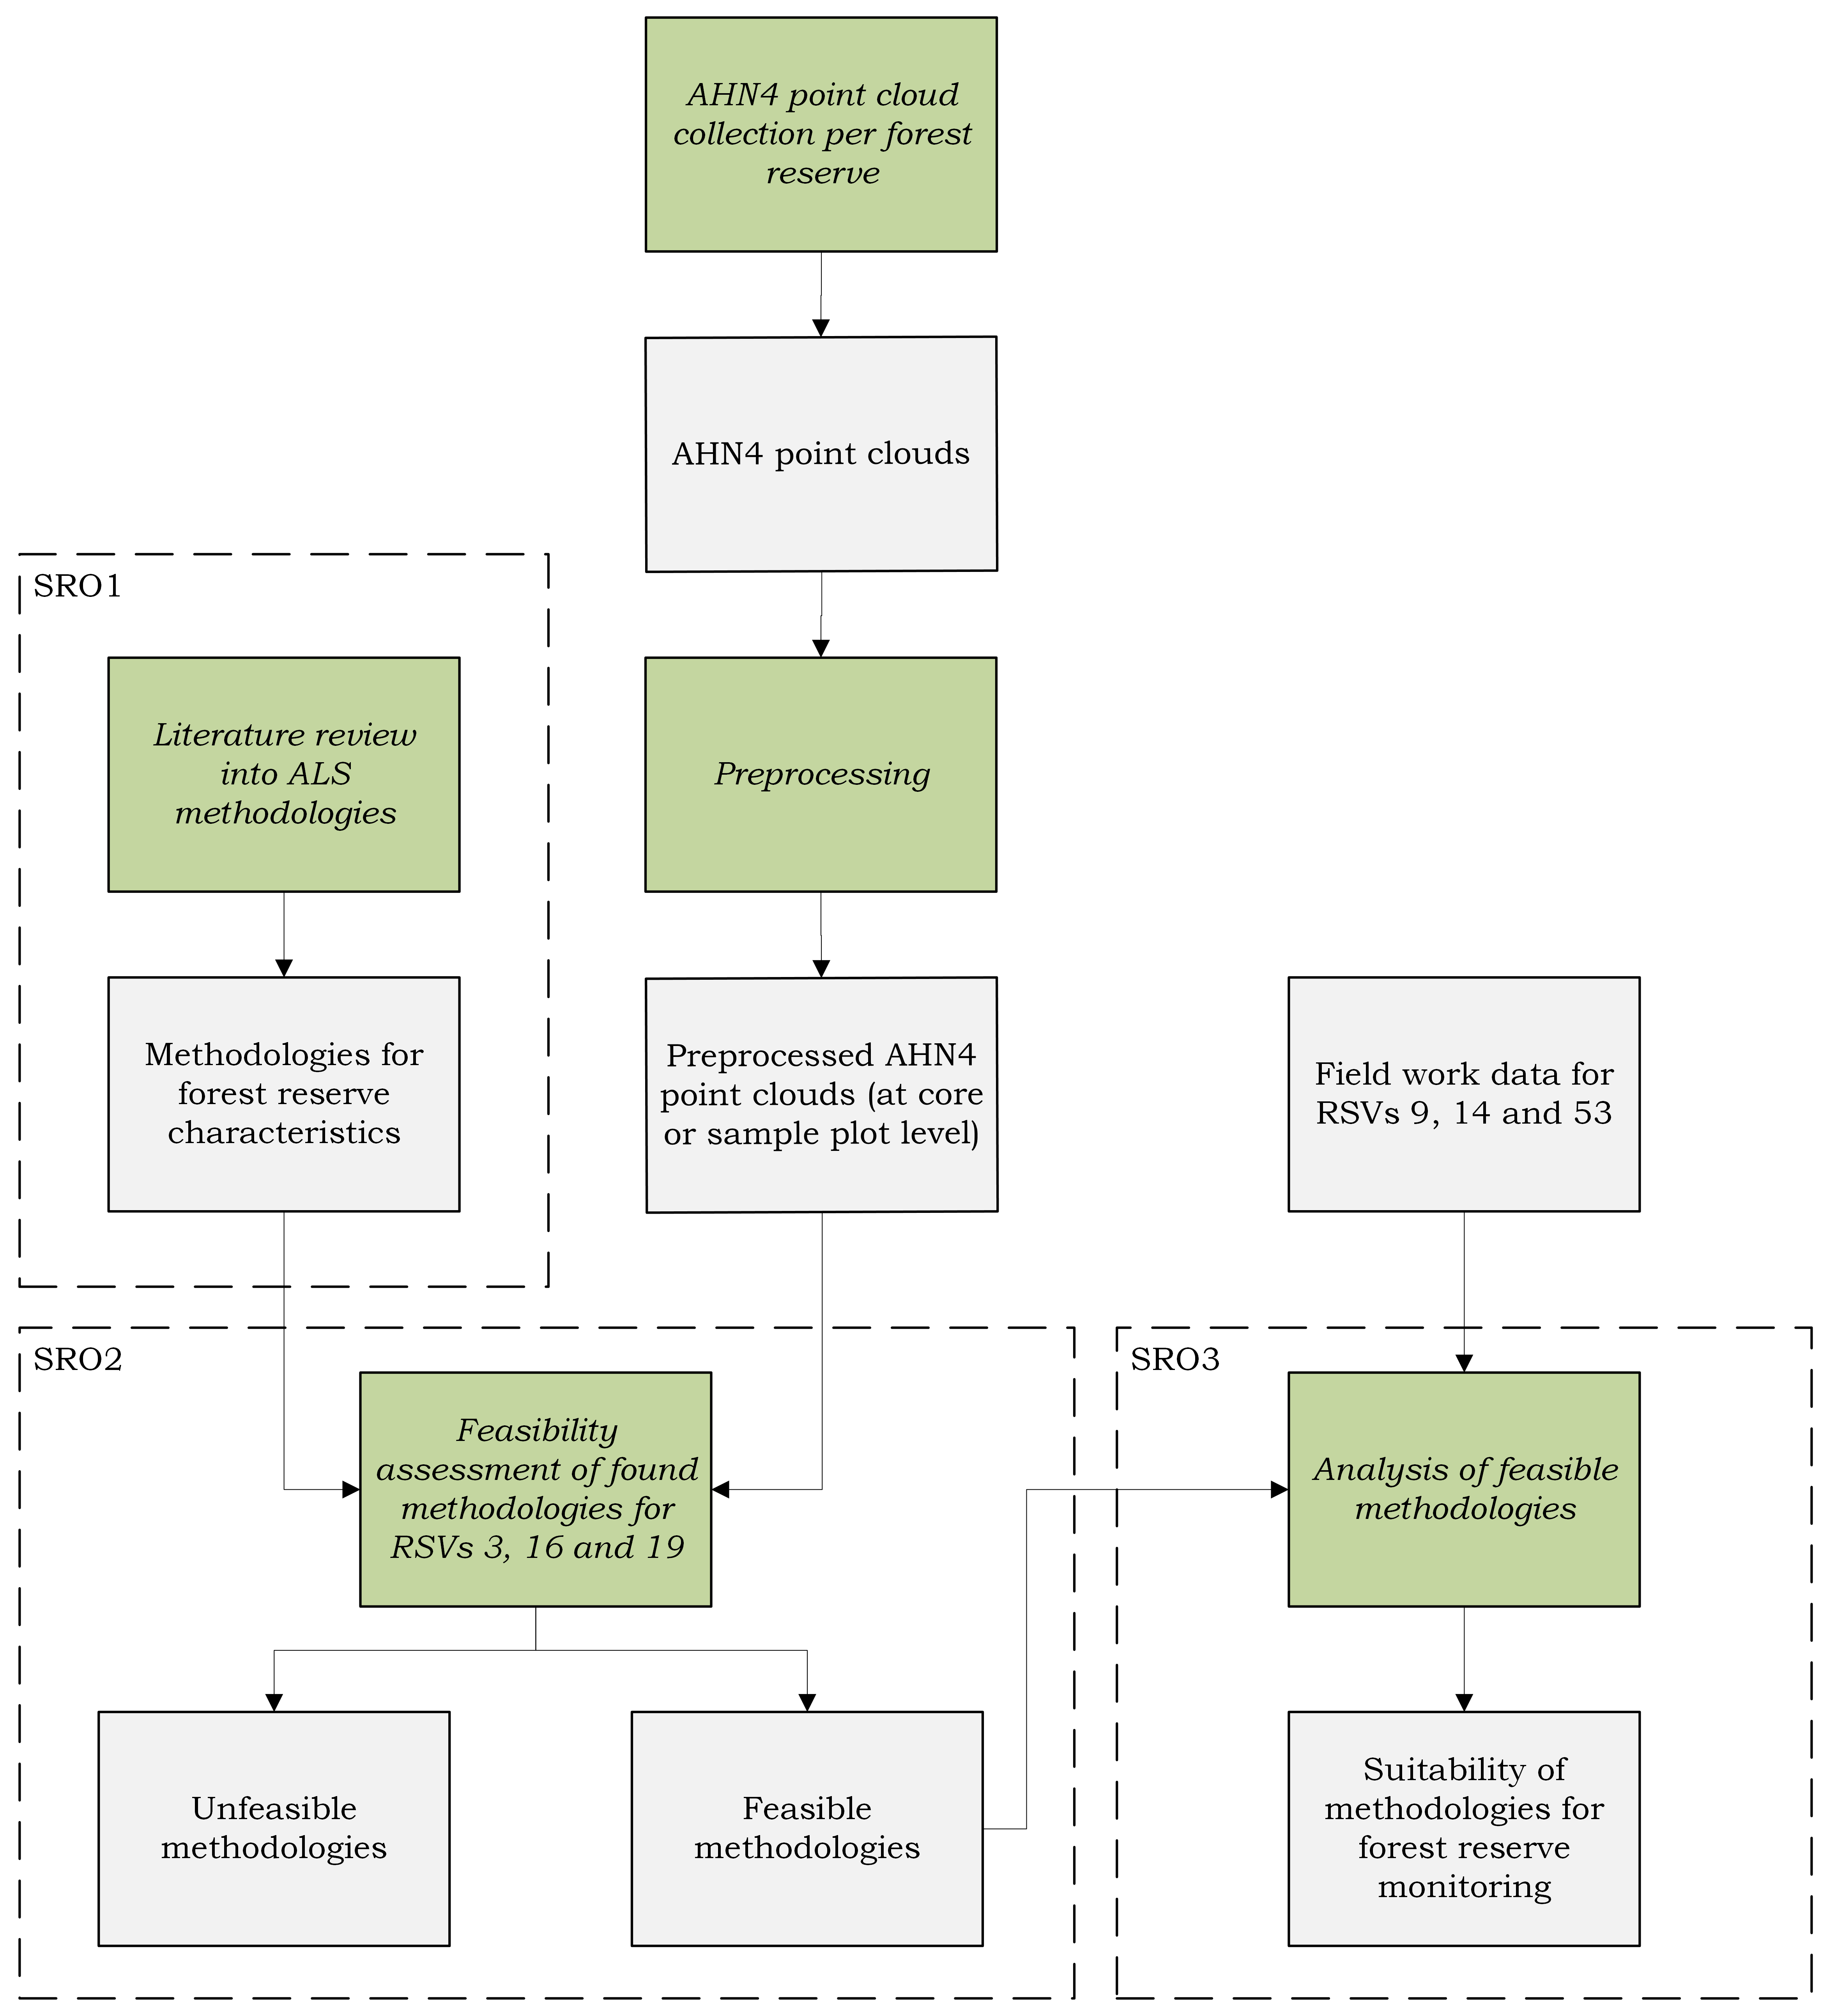 AHN4 point cloud
collection per forest
reserve
AHN4 point clouds
SRO1
Literature review
into ALS
methodologies
Preprocessing
Methodologies for
forest reserve
characteristics
Preprocessed AHN4
point clouds (at core
or sample plot level)
Field work data for
RSVs 9, 14 and 53
SRO2
Feasibility
assessment of found
methodologies for
RSVs 3, 16 and 19
SRO3
Analysis of feasible
methodologies
Unfeasible
methodologies
Feasible
methodologies
Suitability of
methodologies for
forest reserve
monitoring